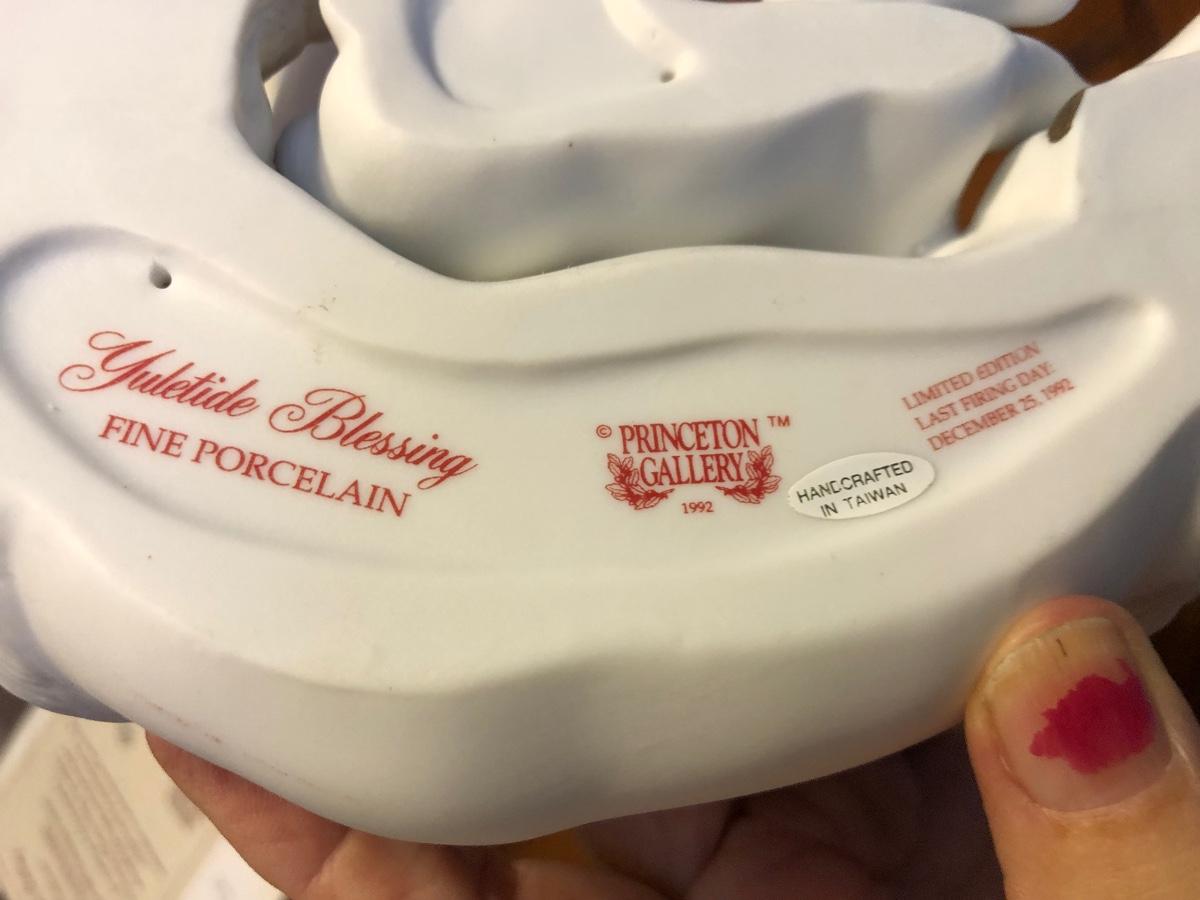 Yuletide Blessing
FINE PORCELAIN
© PRINCETON ™
GALLERY
1992
HANDCRAFTED
IN TAIWAN
LIMITED EDITION
LAST FIRING DAY:
DECEMBER 25, 1992